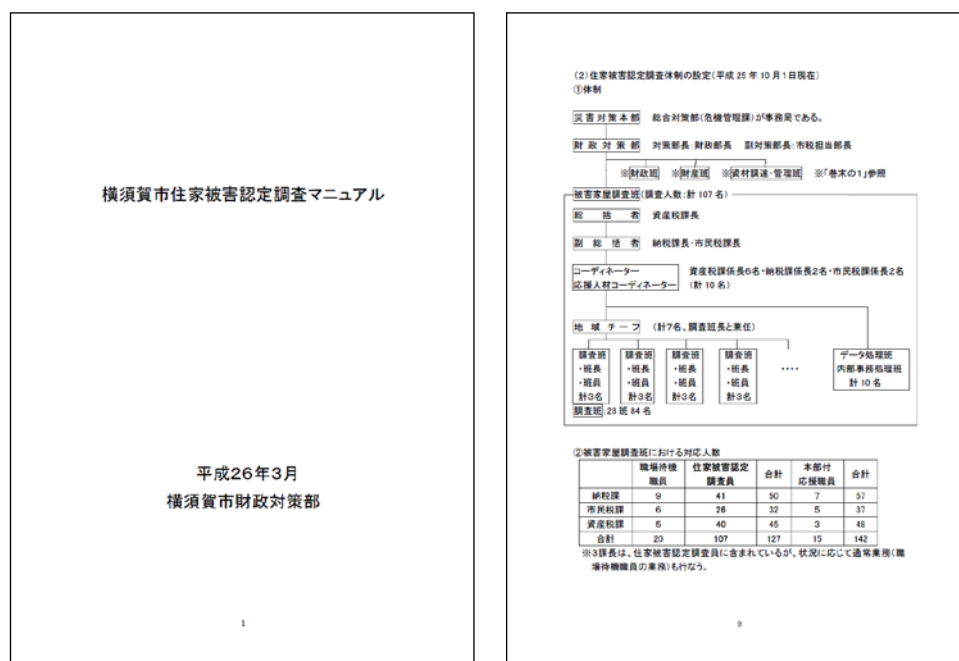 横須賀市住家被害認定調査マニュアル
平成26年3月
横須賀市財政対策部
1
(2)住家被害認定調査体制の設定(平成 25 年 10 月1日現在)
①体制
災害対策本部 総合対策部(危機管理課)が事務局である。
財政対策部 対策部長:財政部長 副対策部長:市税担当部長
※財政班 ※財産班 ※資材調達・管理班 ※「巻末の1」参照
被害家屋調査班(調査人数:計 107 名)
総括者 資産税課長
副総括者 納税課長・市民税課長
コーディネーター 資産税課係長6名・納税課係長2名・市民税課係長2名
応援人材コーディネーター (計 10 名)
地域チーフ (計7名、調査班長と兼任)
調査班 調査班 調査班 調査班 データ処理班
・班長 ・班長 ・班長 ・班長 ‥‥ 内部事務処理班
・班員 ・班員 ・班員 ・班員 計 10 名
計3名 計3名 計3名 計3名
調査班:28 班 84 名
②被害家屋調査班における対応人数
職場待機職員 住家被害認定調査員 合計 本部付応援職員 合計
納税課 9 41 50 7 57
市民税課 6 26 32 5 37
資産税課 5 40 45 3 48
合計 20 107 127 15 142
※3課長は、住家被害認定調査員に含まれているが、状況に応じて通常業務(職
場待機職員の業務)も行なう。
9